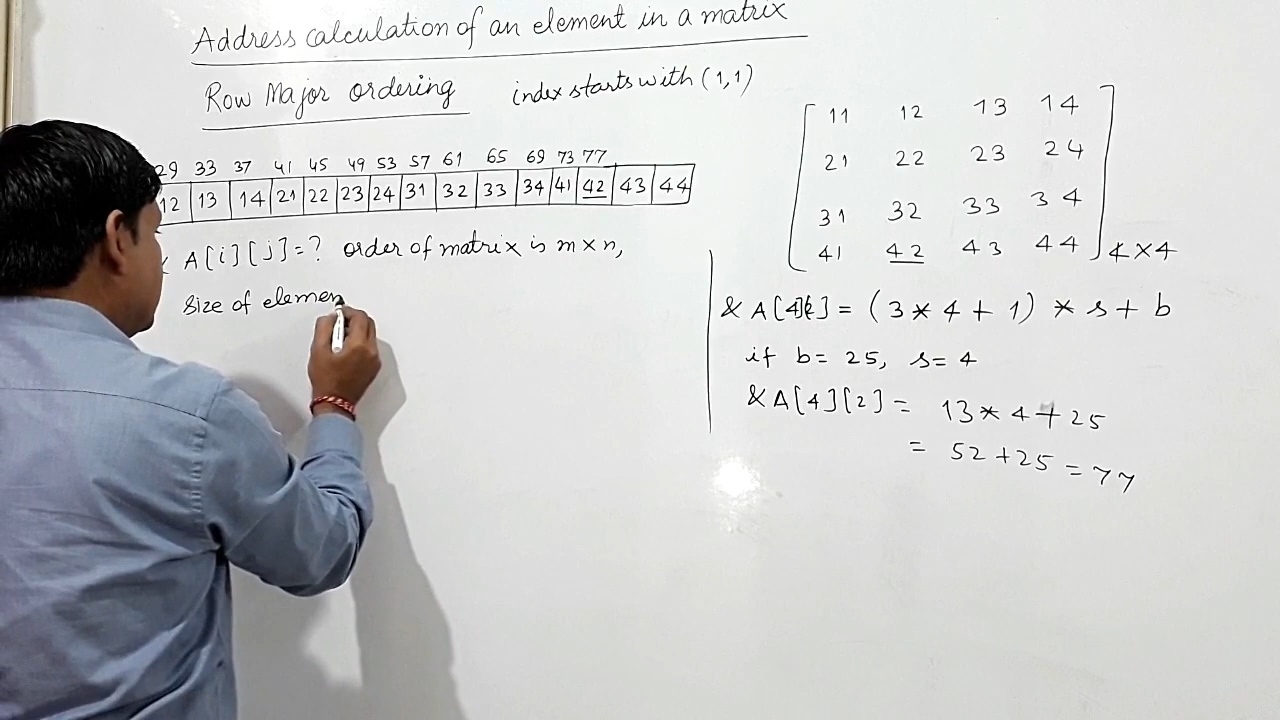 Address calculation of an element in a matrix
Row Major ordering index starts with (1,1)
29 33 37 41 45 49 53 57 61 65 69 73 77
12 13 14 21 22 23 24 31 32 33 34 41 42 43 44
A[i][j]=? order of matrix is m×n,
size of elemen
11 12 13 14
21 22 23 24
31 32 33 34
41 42 43 44 4×4
& A[4][2] = (3*4+1) * s + b
if b= 25, s= 4
& A[4][2] = 13*4+25
= 52+25 = 77